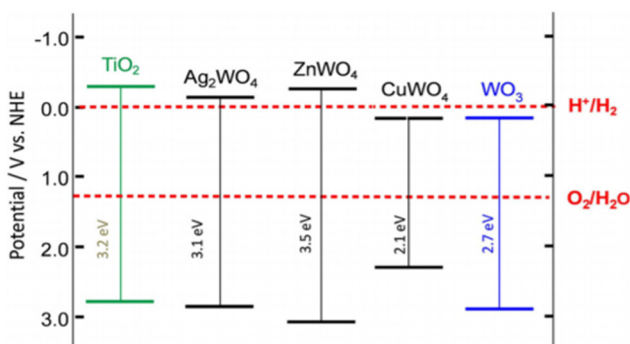 -1.0
0.0
1.0
2.0
3.0
Potential / V vs. NHE
TiO₂
Ag₂WO₄
ZnWO₄
CuWO₄
WO₃
3.2 eV
3.1 eV
3.5 eV
2.1 eV
2.7 eV
H⁺/H₂
O₂/H₂O